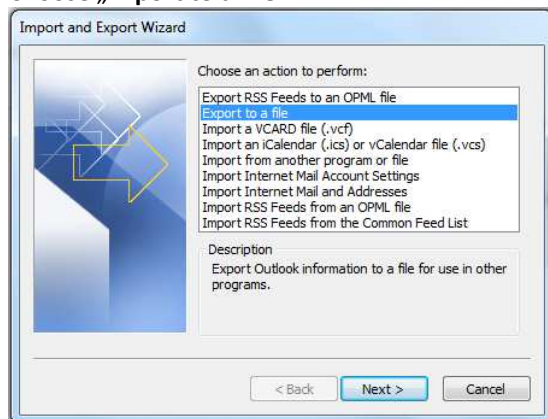 Import and Export Wizard
Choose an action to perform:
Export RSS Feeds to an OPML file
Export to a file
Import a VCARD file (.vcf)
Import an iCalendar (.ics) or vCalendar file (.vcs)
Import from another program or file
Import Internet Mail Account Settings
Import Internet Mail and Addresses
Import RSS Feeds from an OPML file
Import RSS Feeds from the Common Feed List
Description
Export Outlook information to a file for use in other
programs.
< Back Next > Cancel